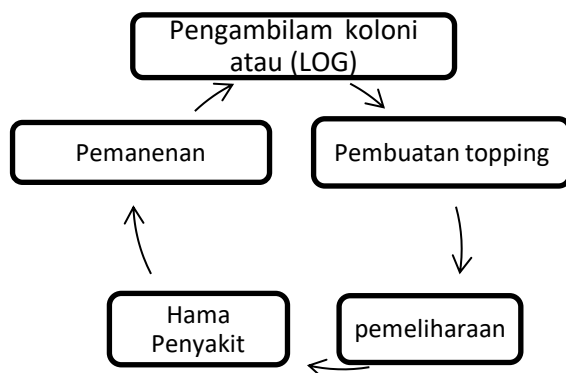 Pengambilam koloni
atau (LOG)
Pemanenan
Pembuatan topping
Hama
Penyakit
pemeliharaan